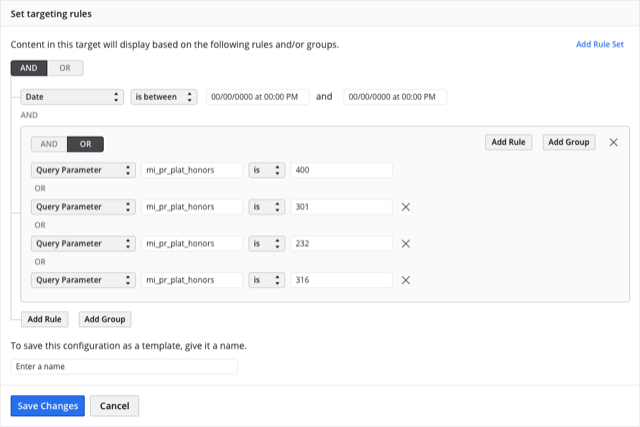 Set targeting rules
Content in this target will display based on the following rules and/or groups. Add Rule Set
AND OR
Date is between 00/00/0000 at 00:00 PM and 00/00/0000 at 00:00 PM
AND
AND OR Add Rule Add Group
Query Parameter mi_pr_plat_honors is 400
OR
Query Parameter mi_pr_plat_honors is 301
OR
Query Parameter mi_pr_plat_honors is 232
OR
Query Parameter mi_pr_plat_honors is 316
Add Rule Add Group
To save this configuration as a template, give it a name.
Enter a name
Save Changes Cancel